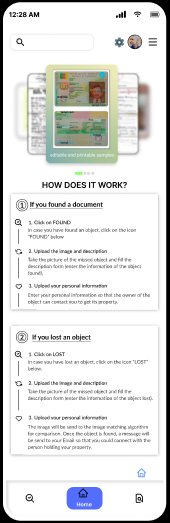 12:28 AM
editable and printable samples
HOW DOES IT WORK?
1 If you found a document
1. Click on FOUND
In case you have found an object, click on the icon
"FOUND" below
2. Upload the image and description
Take the picture of the missed object and fill the
description form (enter the information of the object
found).
3. Upload your personal information
Enter your personal information so that the owner of the
object can contact you to get its property.
2 If you lost an object
1. Click on LOST
In case you have lost an object, click on the icon "LOST"
below.
2. Upload the image and description
Take the picture of the missed object and fill the
description form (enter the information of the object lost).
3. Upload your personal information
The image will be send to the image matching algorithm
for comparison. Once the object is found, a message will
be send to your Email so that you could connect with the
person holding your property.
Home